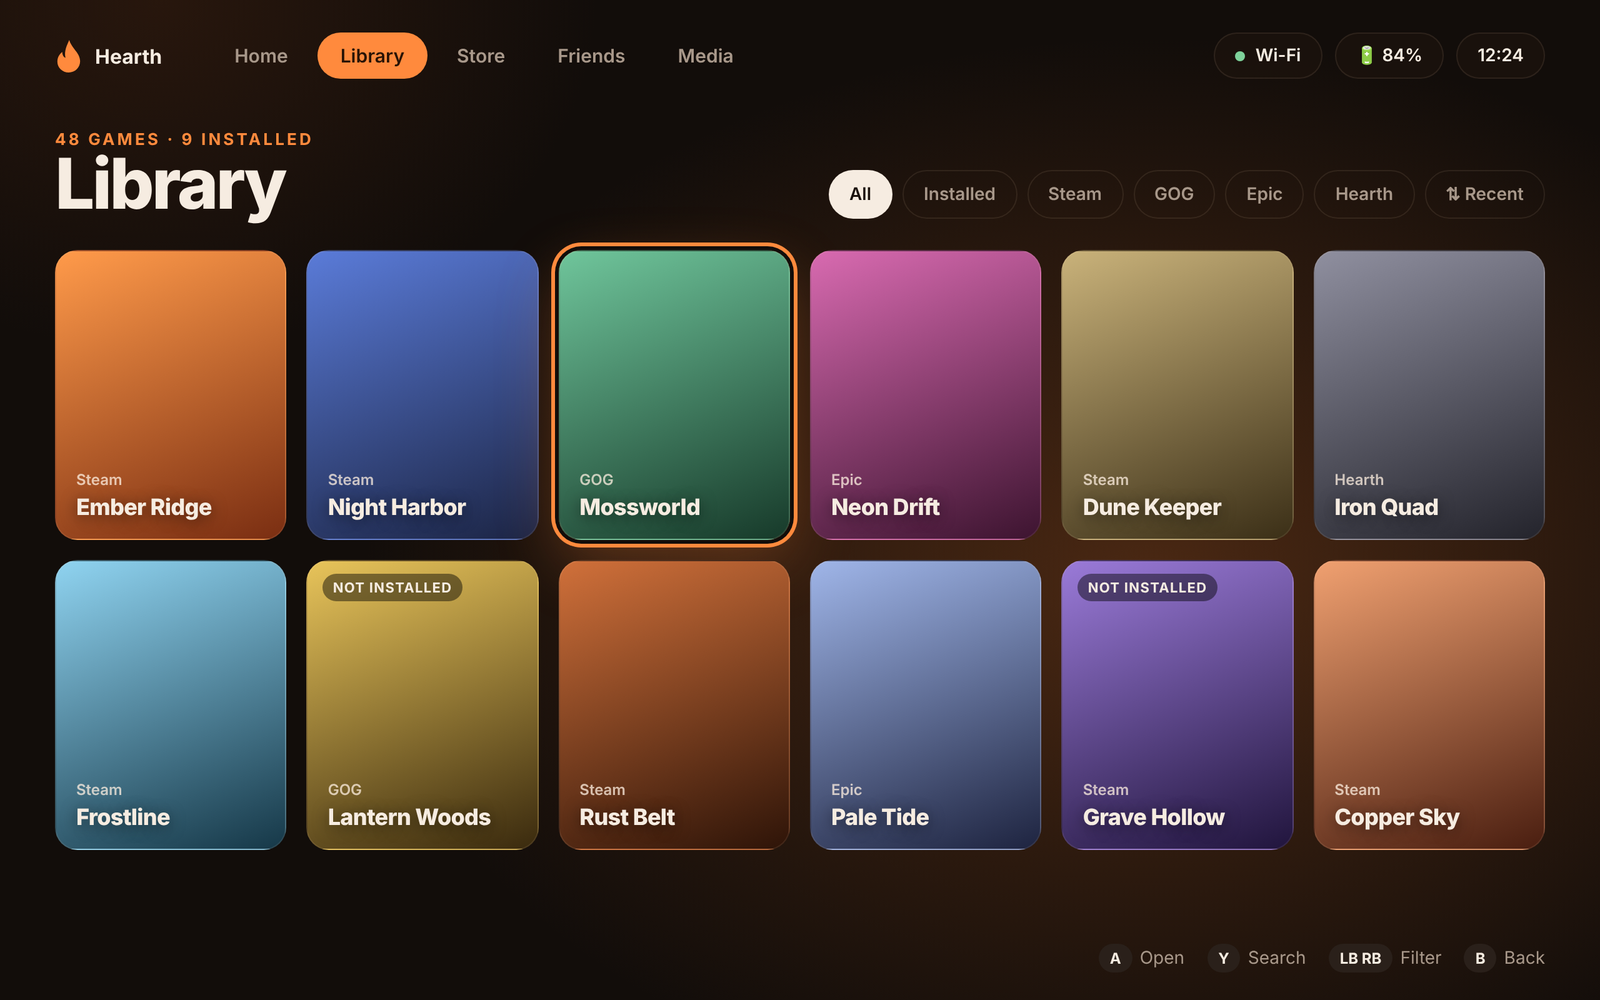 Hearth
Home
Library
Store
Friends
Media
Wi-Fi
84%
12:24
48 GAMES · 9 INSTALLED
Library
All
Installed
Steam
GOG
Epic
Hearth
⇅ Recent
Steam
Ember Ridge
Steam
Night Harbor
GOG
Mossworld
Epic
Neon Drift
Steam
Dune Keeper
Hearth
Iron Quad
Steam
Frostline
NOT INSTALLED
GOG
Lantern Woods
Steam
Rust Belt
Epic
Pale Tide
NOT INSTALLED
Steam
Grave Hollow
Steam
Copper Sky
A Open
Y Search
LB RB Filter
B Back